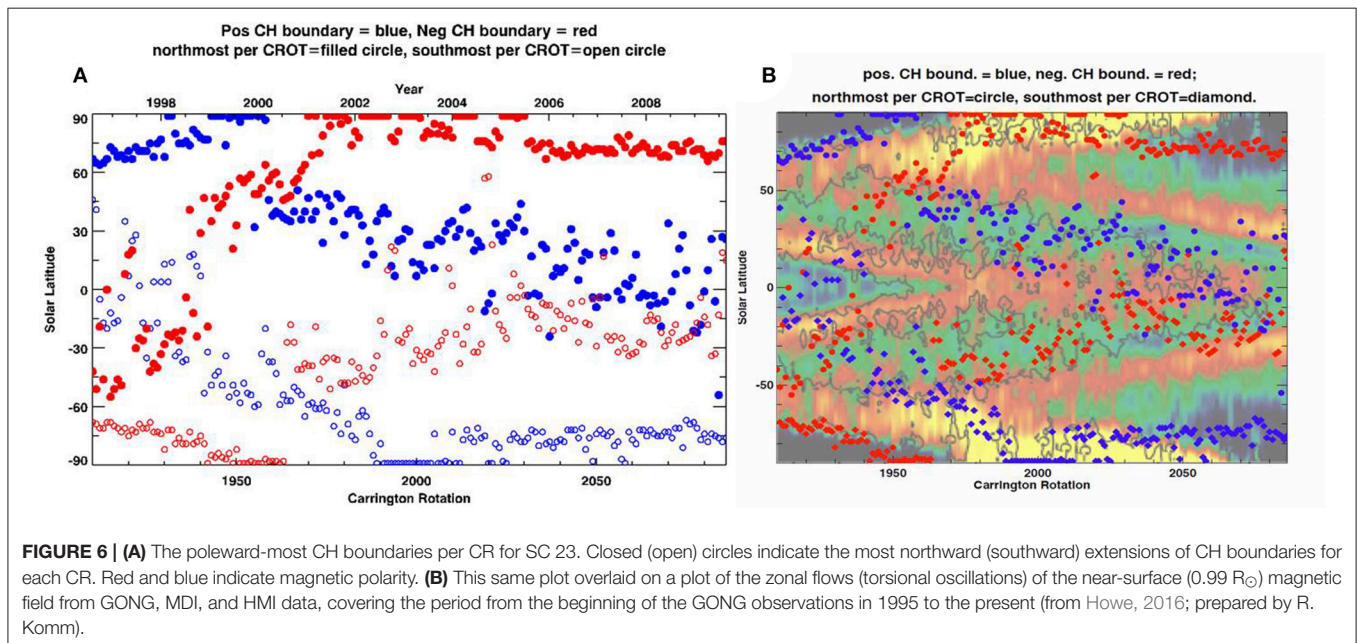 Pos CH boundary = blue, Neg CH boundary = red
northmost per CROT=filled circle, southmost per CROT=open circle
A
Year
1998 2000 2002 2004 2006 2008
90
60
30
0
-30
-60
-90
Solar Latitude
1950 2000 2050
Carrington Rotation
B
pos. CH bound. = blue, neg. CH bound. = red;
northmost per CROT=circle, southmost per CROT=diamond.
50
0
-50
Solar Latitude
1950 2000 2050
Carrington Rotation
FIGURE 6 | (A) The poleward-most CH boundaries per CR for SC 23. Closed (open) circles indicate the most northward (southward) extensions of CH boundaries for
each CR. Red and blue indicate magnetic polarity. (B) This same plot overlaid on a plot of the zonal flows (torsional oscillations) of the near-surface (0.99 R⊙) magnetic
field from GONG, MDI, and HMI data, covering the period from the beginning of the GONG observations in 1995 to the present (from Howe, 2016; prepared by R.
Komm).